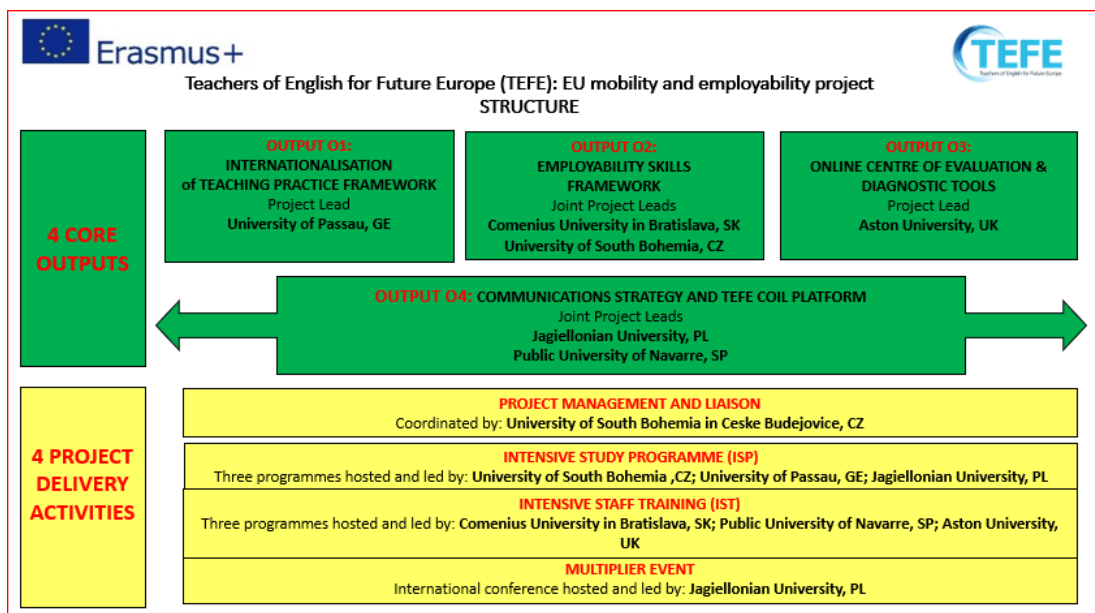 Erasmus+
TEFE
Teachers of English for Future Europe
Teachers of English for Future Europe (TEFE): EU mobility and employability project
STRUCTURE
4 CORE
OUTPUTS
OUTPUT O1:
INTERNATIONALISATION
of TEACHING PRACTICE FRAMEWORK
Project Lead
University of Passau, GE
OUTPUT O2:
EMPLOYABILITY SKILLS
FRAMEWORK
Joint Project Leads
Comenius University in Bratislava, SK
University of South Bohemia, CZ
OUTPUT O3:
ONLINE CENTRE OF EVALUATION &
DIAGNOSTIC TOOLS
Project Lead
Aston University, UK
OUTPUT O4: COMMUNICATIONS STRATEGY AND TEFE COIL PLATFORM
Joint Project Leads
Jagiellonian University, PL
Public University of Navarre, SP
4 PROJECT
DELIVERY
ACTIVITIES
PROJECT MANAGEMENT AND LIAISON
Coordinated by: University of South Bohemia in Ceske Budejovice, CZ
INTENSIVE STUDY PROGRAMME (ISP)
Three programmes hosted and led by: University of South Bohemia ,CZ; University of Passau, GE; Jagiellonian University, PL
INTENSIVE STAFF TRAINING (IST)
Three programmes hosted and led by: Comenius University in Bratislava, SK; Public University of Navarre, SP; Aston University,
UK
MULTIPLIER EVENT
International conference hosted and led by: Jagiellonian University, PL